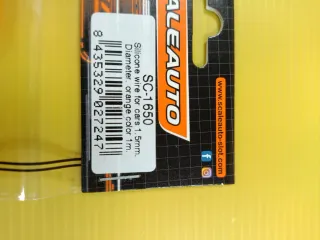 SCALEAUTO
www.scaleauto-slot.com
SC-1650
Silicone wire for cars 1.5mm.
Diameter. orange color 1m.
8 435329 027247